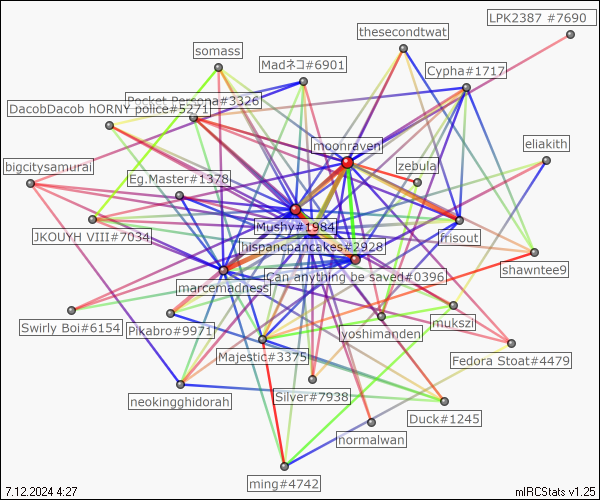 LPK2387 #7690
thesecondtwat
somass
Madネコ#6901
Cypha#1717
Pocket Persona#3326
DacobDacob hORNY police#5271
moonraven
eliakith
bigcitysamurai
zebula
Eg.Master#1378
Mushy#1984
JKOUYH VIII#7034
frisout
hispancpancakes#2928
shawntee9
Can anything be saved#0396
marcemadness
Swirly Boi#6154
Pikabro#9971
yoshimanden
mukszi
Majestic#3375
Fedora Stoat#4479
neokingghidorah
Silver#7938
Duck#1245
normalwan
ming#4742
7.12.2024 4:27
mIRCStats v1.25